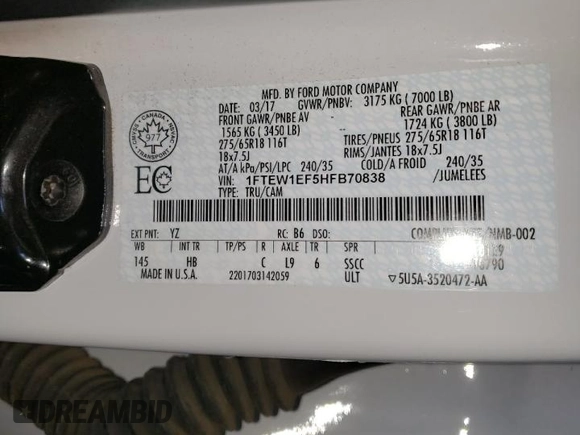 MFD. BY FORD MOTOR COMPANY
DATE: 03/17 GVWR/PNBV: 3175 KG ( 7000 LB)
FRONT GAWR/PNBE AV REAR GAWR/PNBE AR
1565 KG ( 3450 LB) 1724 KG ( 3800 LB)
275/65R18 116T TIRES/PNEUS 275/65R18 116T
18x7.5J RIMS/JANTES 18x7.5J
AT/A kPa/PSI/LPC 240/35 COLD/A FROID 240/35
VIN: 1FTEW1EF5HFB70838 /JUMELEES
TYPE: TRU/CAM
CANADA
TRANSPORT
977
EC
EXT PNT: YZ RC: B6 DSO:
WB INT TR TP/PS R AXLE TR SPR
145 HB C L9 6 SSCC
MADE IN U.S.A. 2201703142059 ULT ▽5U5A-3520472-AA
DREAMBID